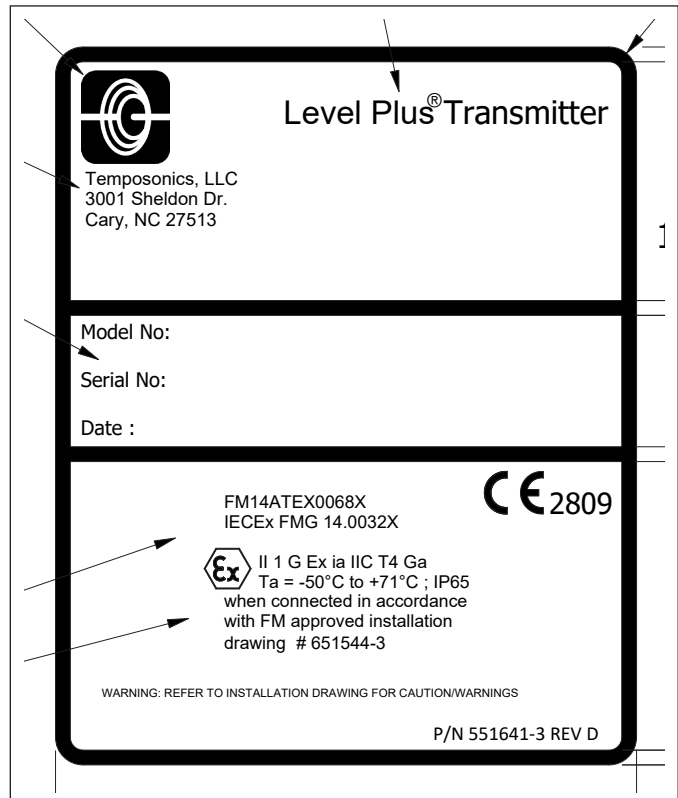 Level Plus® Transmitter
Temposonics, LLC
3001 Sheldon Dr.
Cary, NC 27513
Model No:
Serial No:
Date :
CE 2809
FM14ATEX0068X
IECEx FMG 14.0032X
Ex II 1 G Ex ia IIC T4 Ga
Ta = -50°C to +71°C ; IP65
when connected in accordance
with FM approved installation
drawing # 651544-3
WARNING: REFER TO INSTALLATION DRAWING FOR CAUTION/WARNINGS
P/N 551641-3 REV D